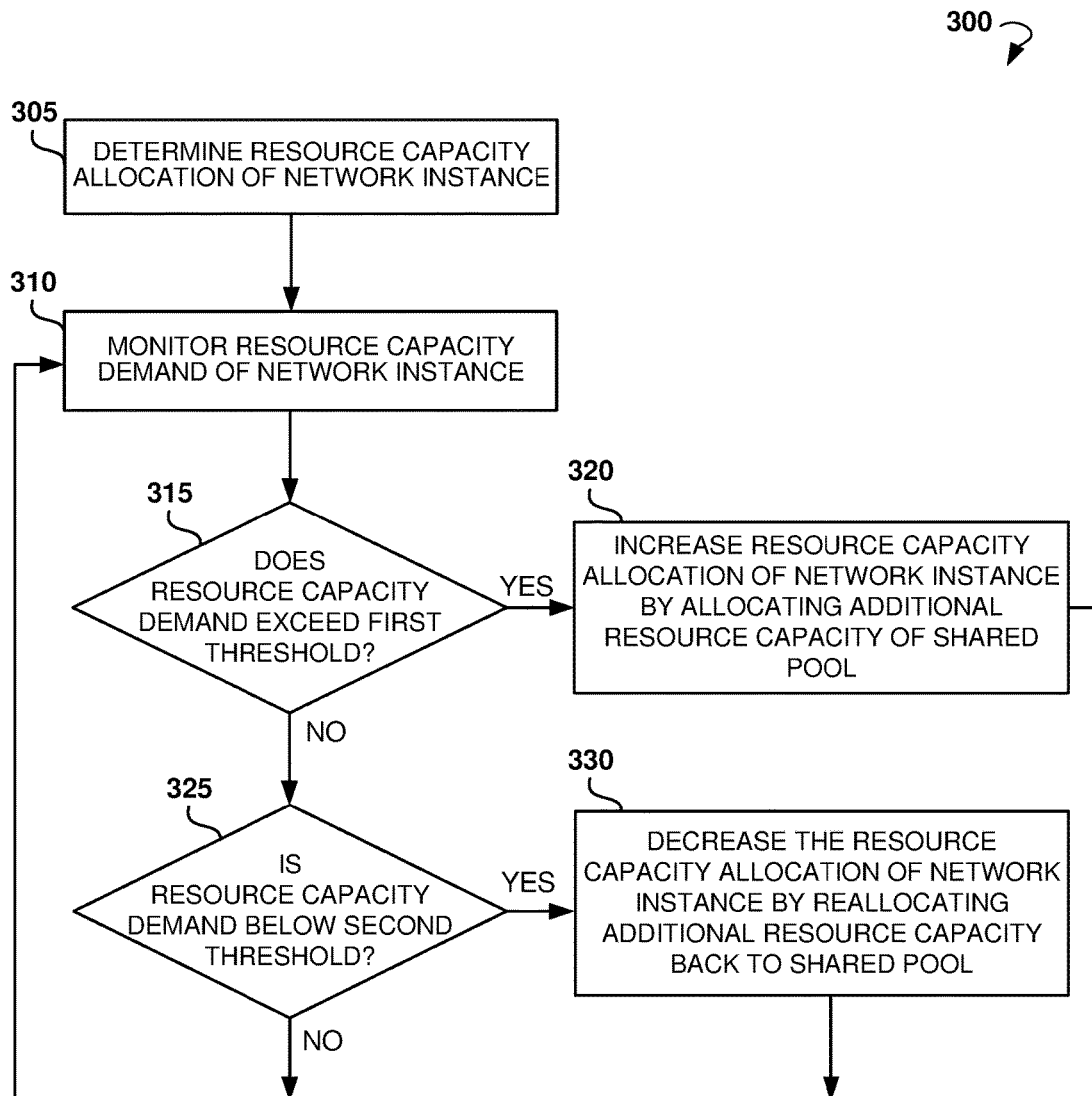 300
305
DETERMINE RESOURCE CAPACITY
ALLOCATION OF NETWORK INSTANCE
310
MONITOR RESOURCE CAPACITY
DEMAND OF NETWORK INSTANCE
315
DOES
RESOURCE CAPACITY
DEMAND EXCEED FIRST
THRESHOLD?
YES
NO
320
INCREASE RESOURCE CAPACITY
ALLOCATION OF NETWORK INSTANCE
BY ALLOCATING ADDITIONAL
RESOURCE CAPACITY OF SHARED
POOL
325
IS
RESOURCE CAPACITY
DEMAND BELOW SECOND
THRESHOLD?
YES
NO
330
DECREASE THE RESOURCE
CAPACITY ALLOCATION OF NETWORK
INSTANCE BY REALLOCATING
ADDITIONAL RESOURCE CAPACITY
BACK TO SHARED POOL